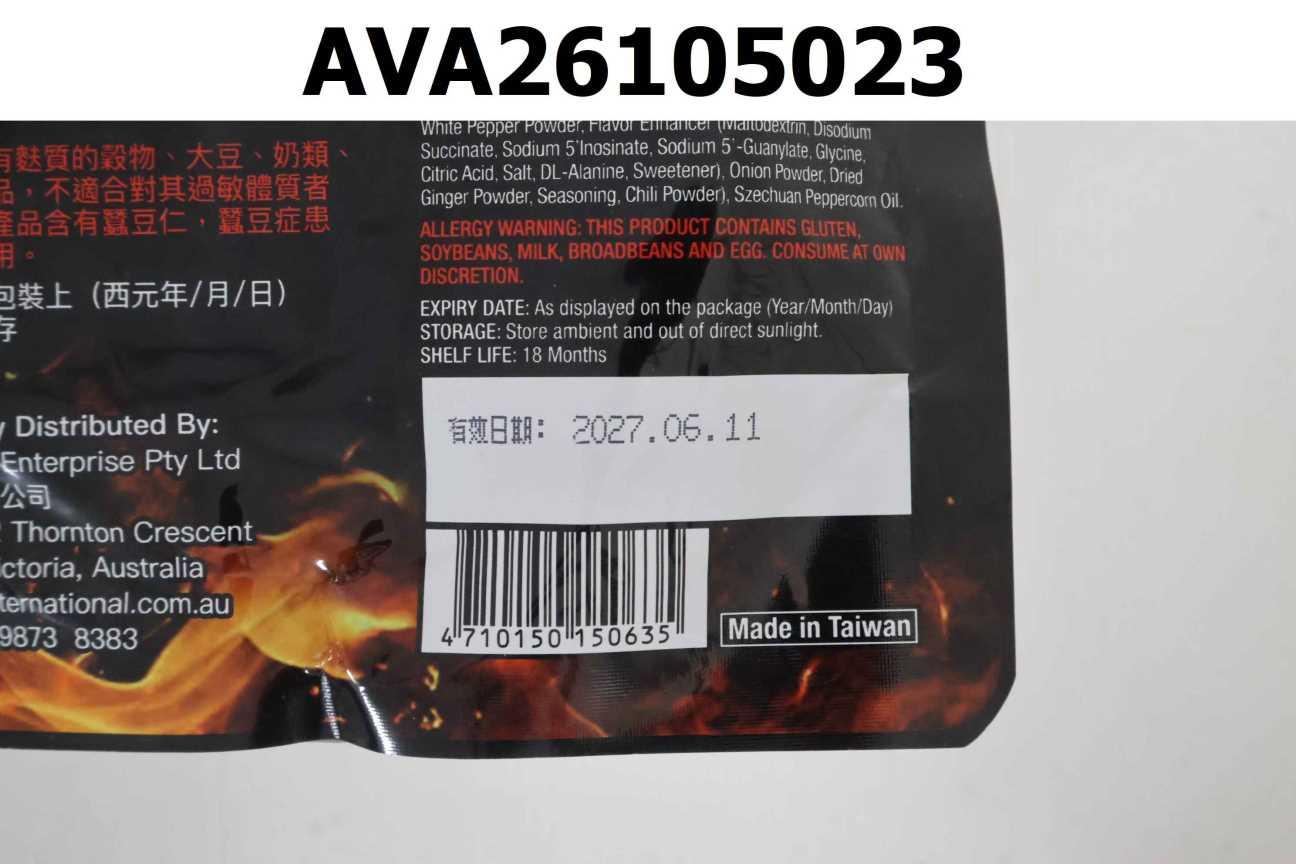 AVA26105023
White Pepper Powder, Flavor Enhancer (Maltodextrin, Disodium
Succinate, Sodium 5'Inosinate, Sodium 5'-Guanylate, Glycine,
Citric Acid, Salt, DL-Alanine, Sweetener), Onion Powder, Dried
Ginger Powder, Seasoning, Chili Powder), Szechuan Peppercorn Oil.
ALLERGY WARNING: THIS PRODUCT CONTAINS GLUTEN,
SOYBEANS, MILK, BROADBEANS AND EGG. CONSUME AT OWN
DISCRETION.
EXPIRY DATE: As displayed on the package (Year/Month/Day)
STORAGE: Store ambient and out of direct sunlight.
SHELF LIFE: 18 Months
有效日期: 2027.06.11
4 710150 150635
Made in Taiwan
有麩質的穀物、大豆、奶類、
品，不適合對其過敏體質者
產品含有蠶豆仁，蠶豆症患
用。
包裝上（西元年/月/日）
存
y Distributed By:
Enterprise Pty Ltd
公司
Thornton Crescent
ictoria, Australia
ternational.com.au
9873 8383